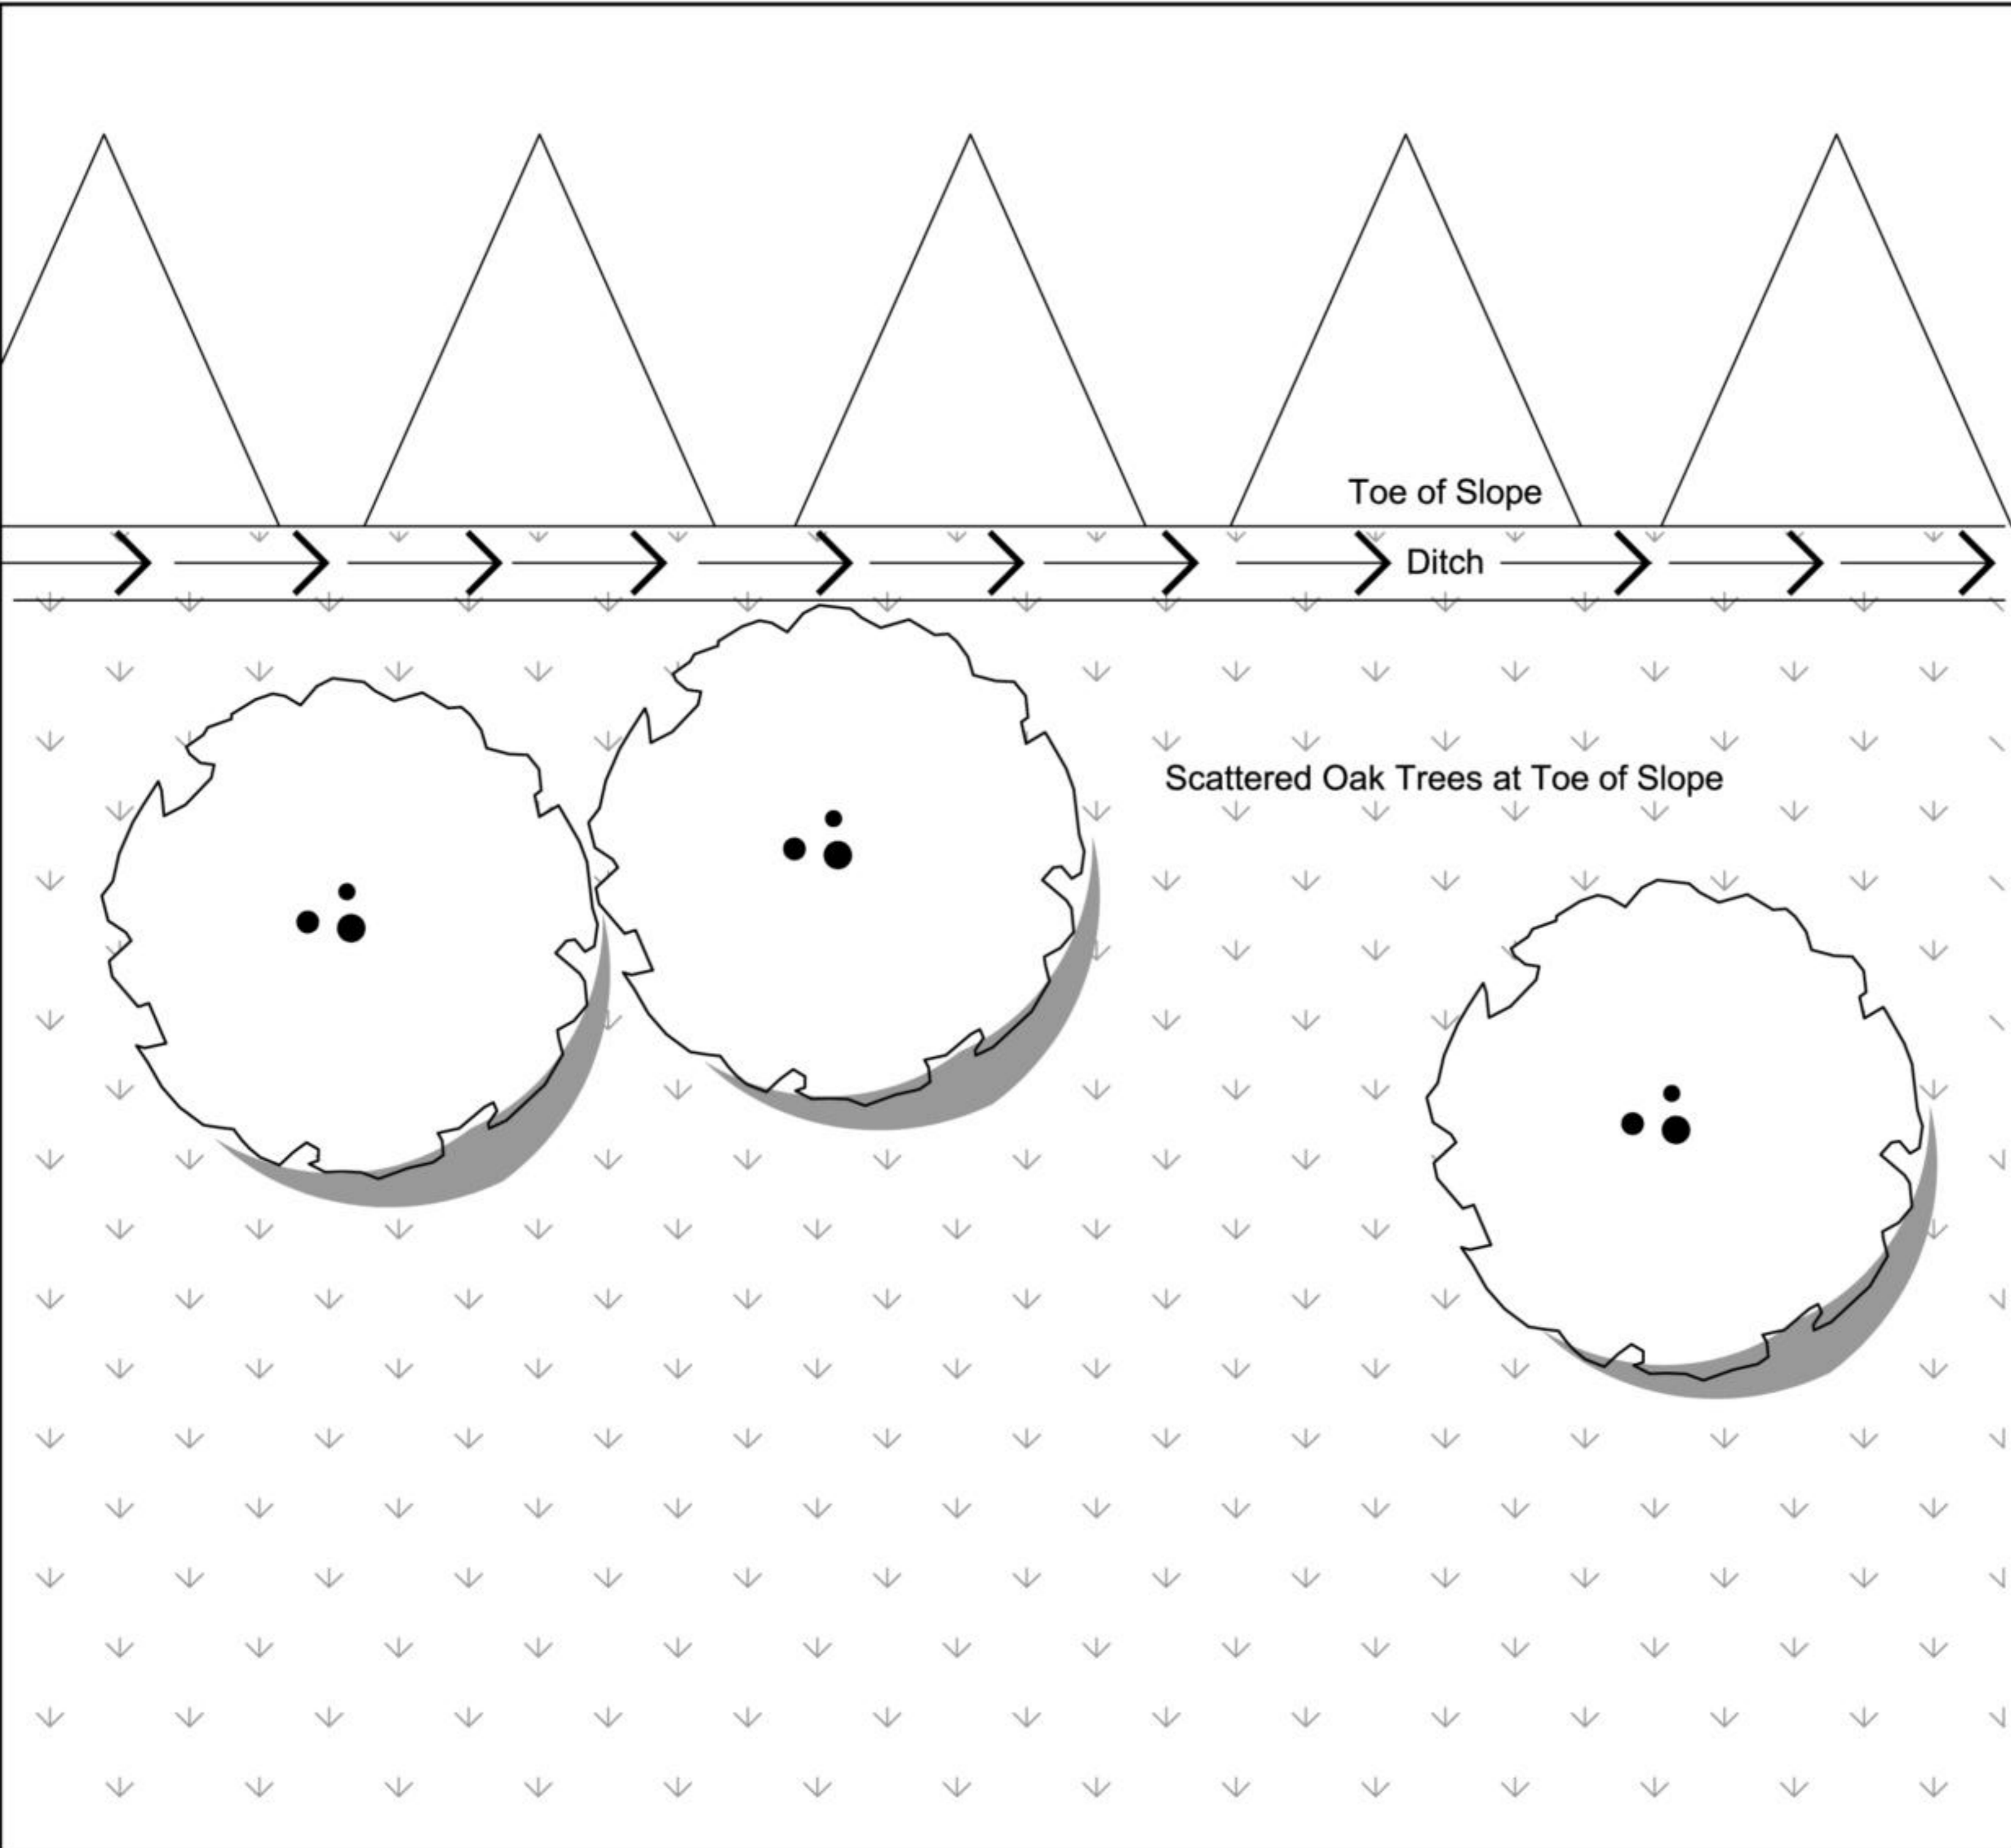 Toe of Slope
Ditch
Scattered Oak Trees at Toe of Slope